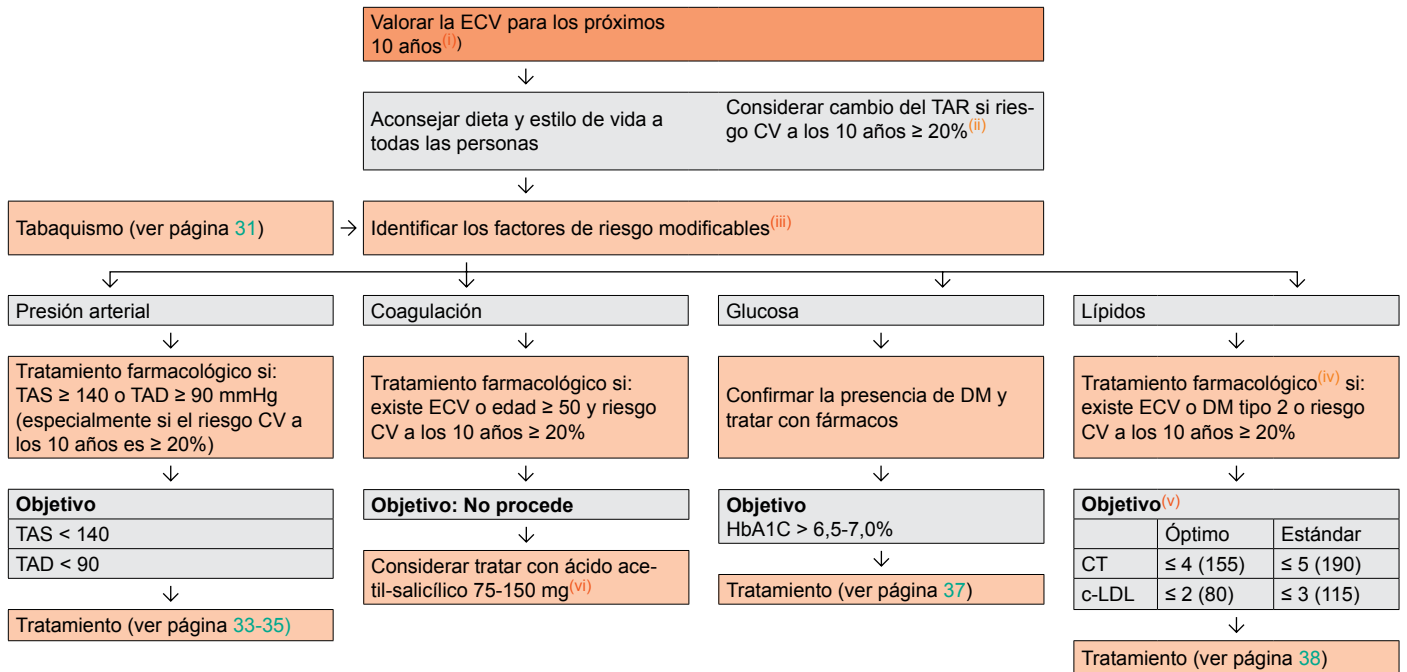 Valorar la ECV para los próximos
10 años(i))
Aconsejar dieta y estilo de vida a
todas las personas
Considerar cambio del TAR si ries-
go CV a los 10 años ≥ 20%(ii)
Tabaquismo (ver página 31)
Identificar los factores de riesgo modificables(iii)
Presión arterial
Tratamiento farmacológico si:
TAS ≥ 140 o TAD ≥ 90 mmHg
(especialmente si el riesgo CV a
los 10 años es ≥ 20%)
Objetivo
TAS < 140
TAD < 90
Tratamiento (ver página 33-35)
Coagulación
Tratamiento farmacológico si:
existe ECV o edad ≥ 50 y riesgo
CV a los 10 años ≥ 20%
Objetivo: No procede
Considerar tratar con ácido ace-
til-salicílico 75-150 mg(vi)
Glucosa
Confirmar la presencia de DM y
tratar con fármacos
Objetivo
HbA1C > 6,5-7,0%
Tratamiento (ver página 37)
Lípidos
Tratamiento farmacológico(iv) si:
existe ECV o DM tipo 2 o riesgo
CV a los 10 años ≥ 20%
Objetivo(v)
Óptimo Estándar
CT ≤ 4 (155) ≤ 5 (190)
c-LDL ≤ 2 (80) ≤ 3 (115)
Tratamiento (ver página 38)